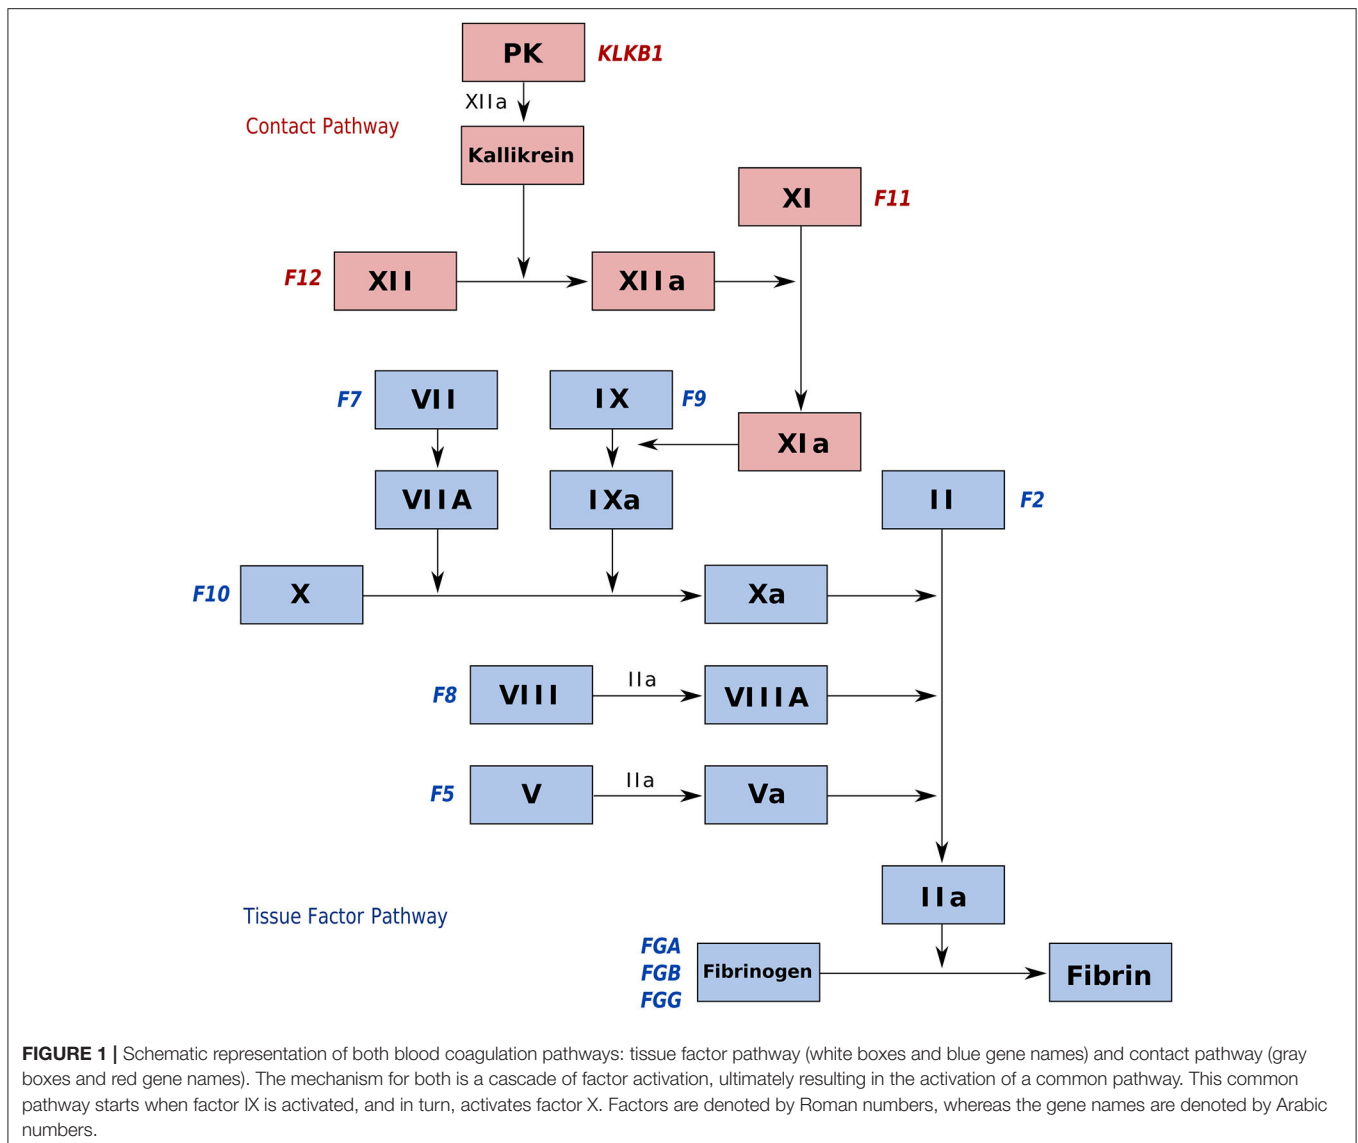 PK
KLKB1
XIIa
Contact Pathway
Kallikrein
XI
F11
F12
XII
XIIa
F7
VII
IX
F9
XIa
VIIA
IXa
II
F2
F10
X
Xa
F8
VIII
IIa
VIIIA
F5
V
IIa
Va
IIa
Tissue Factor Pathway
FGA
FGB
FGG
Fibrinogen
Fibrin
FIGURE 1 | Schematic representation of both blood coagulation pathways: tissue factor pathway (white boxes and blue gene names) and contact pathway (gray
boxes and red gene names). The mechanism for both is a cascade of factor activation, ultimately resulting in the activation of a common pathway. This common
pathway starts when factor IX is activated, and in turn, activates factor X. Factors are denoted by Roman numbers, whereas the gene names are denoted by Arabic
numbers.